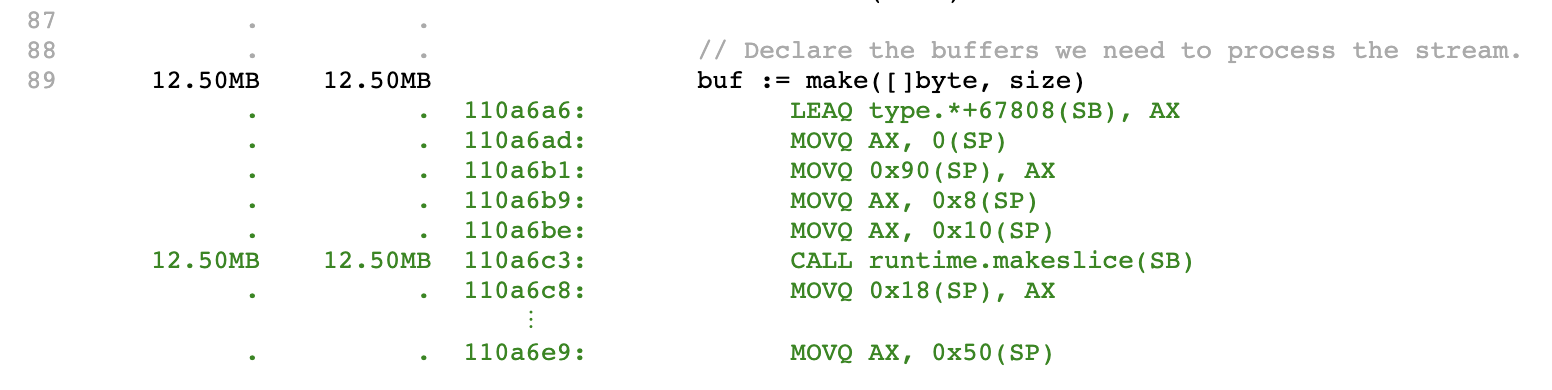 87 . .
88 . . // Declare the buffers we need to process the stream.
89 12.50MB 12.50MB buf := make([]byte, size)
. . 110a6a6: LEAQ type.*+67808(SB), AX
. . 110a6ad: MOVQ AX, 0(SP)
. . 110a6b1: MOVQ 0x90(SP), AX
. . 110a6b9: MOVQ AX, 0x8(SP)
. . 110a6be: MOVQ AX, 0x10(SP)
12.50MB 12.50MB 110a6c3: CALL runtime.makeslice(SB)
. . 110a6c8: MOVQ 0x18(SP), AX
⋮
. . 110a6e9: MOVQ AX, 0x50(SP)